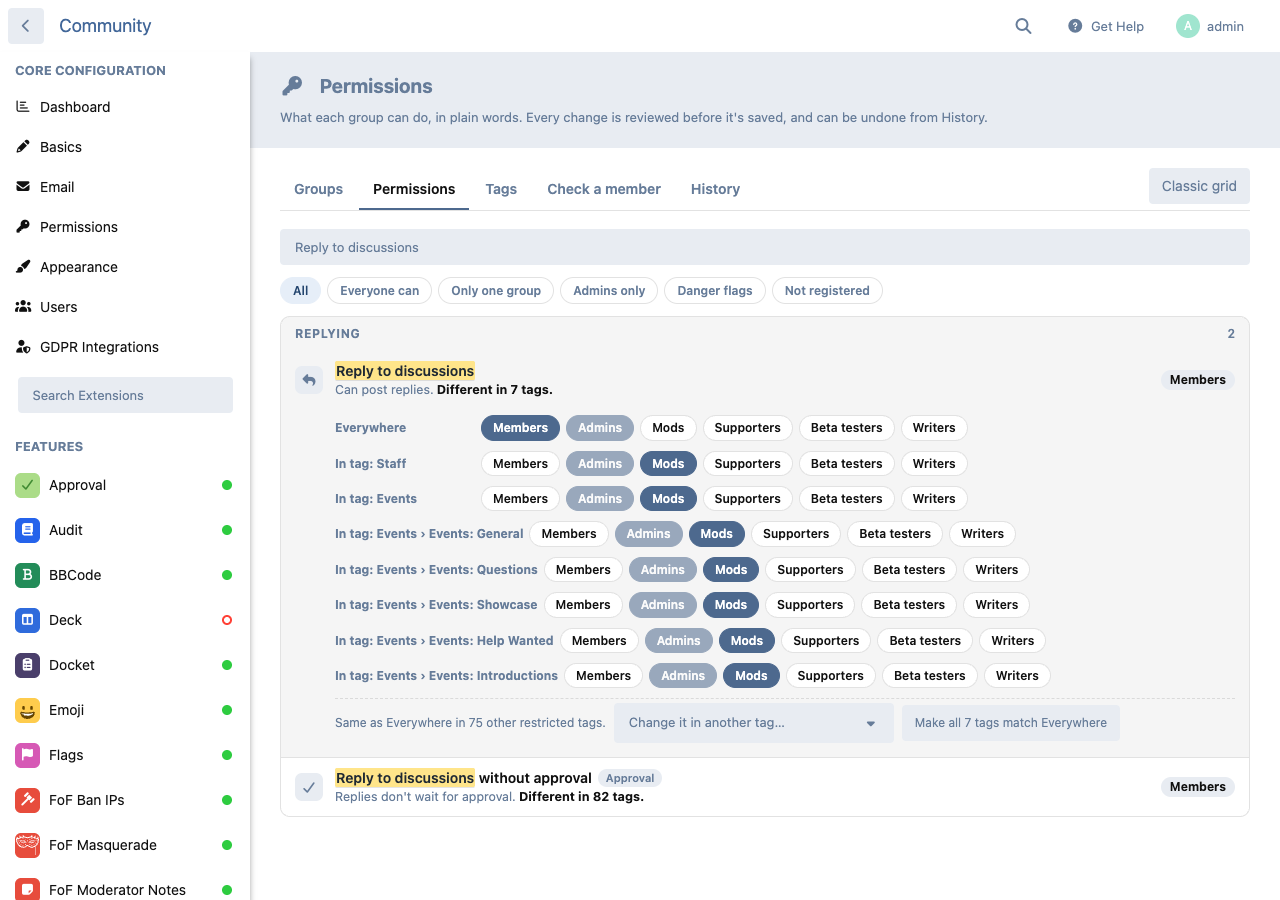 Community
Get Help
A
admin
CORE CONFIGURATION
Dashboard
Basics
Email
Permissions
Appearance
Users
GDPR Integrations
Search Extensions
FEATURES
Approval
Audit
BBCode
Deck
Docket
Emoji
Flags
FoF Ban IPs
FoF Masquerade
FoF Moderator Notes
Permissions
What each group can do, in plain words. Every change is reviewed before it's saved, and can be undone from History.
Groups Permissions Tags Check a member History
Classic grid
Reply to discussions
All Everyone can Only one group Admins only Danger flags Not registered
REPLYING 2
Reply to discussions
Can post replies. Different in 7 tags.
Members
Everywhere Members Admins Mods Supporters Beta testers Writers
In tag: Staff Members Admins Mods Supporters Beta testers Writers
In tag: Events Members Admins Mods Supporters Beta testers Writers
In tag: Events › Events: General Members Admins Mods Supporters Beta testers Writers
In tag: Events › Events: Questions Members Admins Mods Supporters Beta testers Writers
In tag: Events › Events: Showcase Members Admins Mods Supporters Beta testers Writers
In tag: Events › Events: Help Wanted Members Admins Mods Supporters Beta testers Writers
In tag: Events › Events: Introductions Members Admins Mods Supporters Beta testers Writers
Same as Everywhere in 75 other restricted tags. Change it in another tag... Make all 7 tags match Everywhere
Reply to discussions without approval Approval
Replies don't wait for approval. Different in 82 tags.
Members